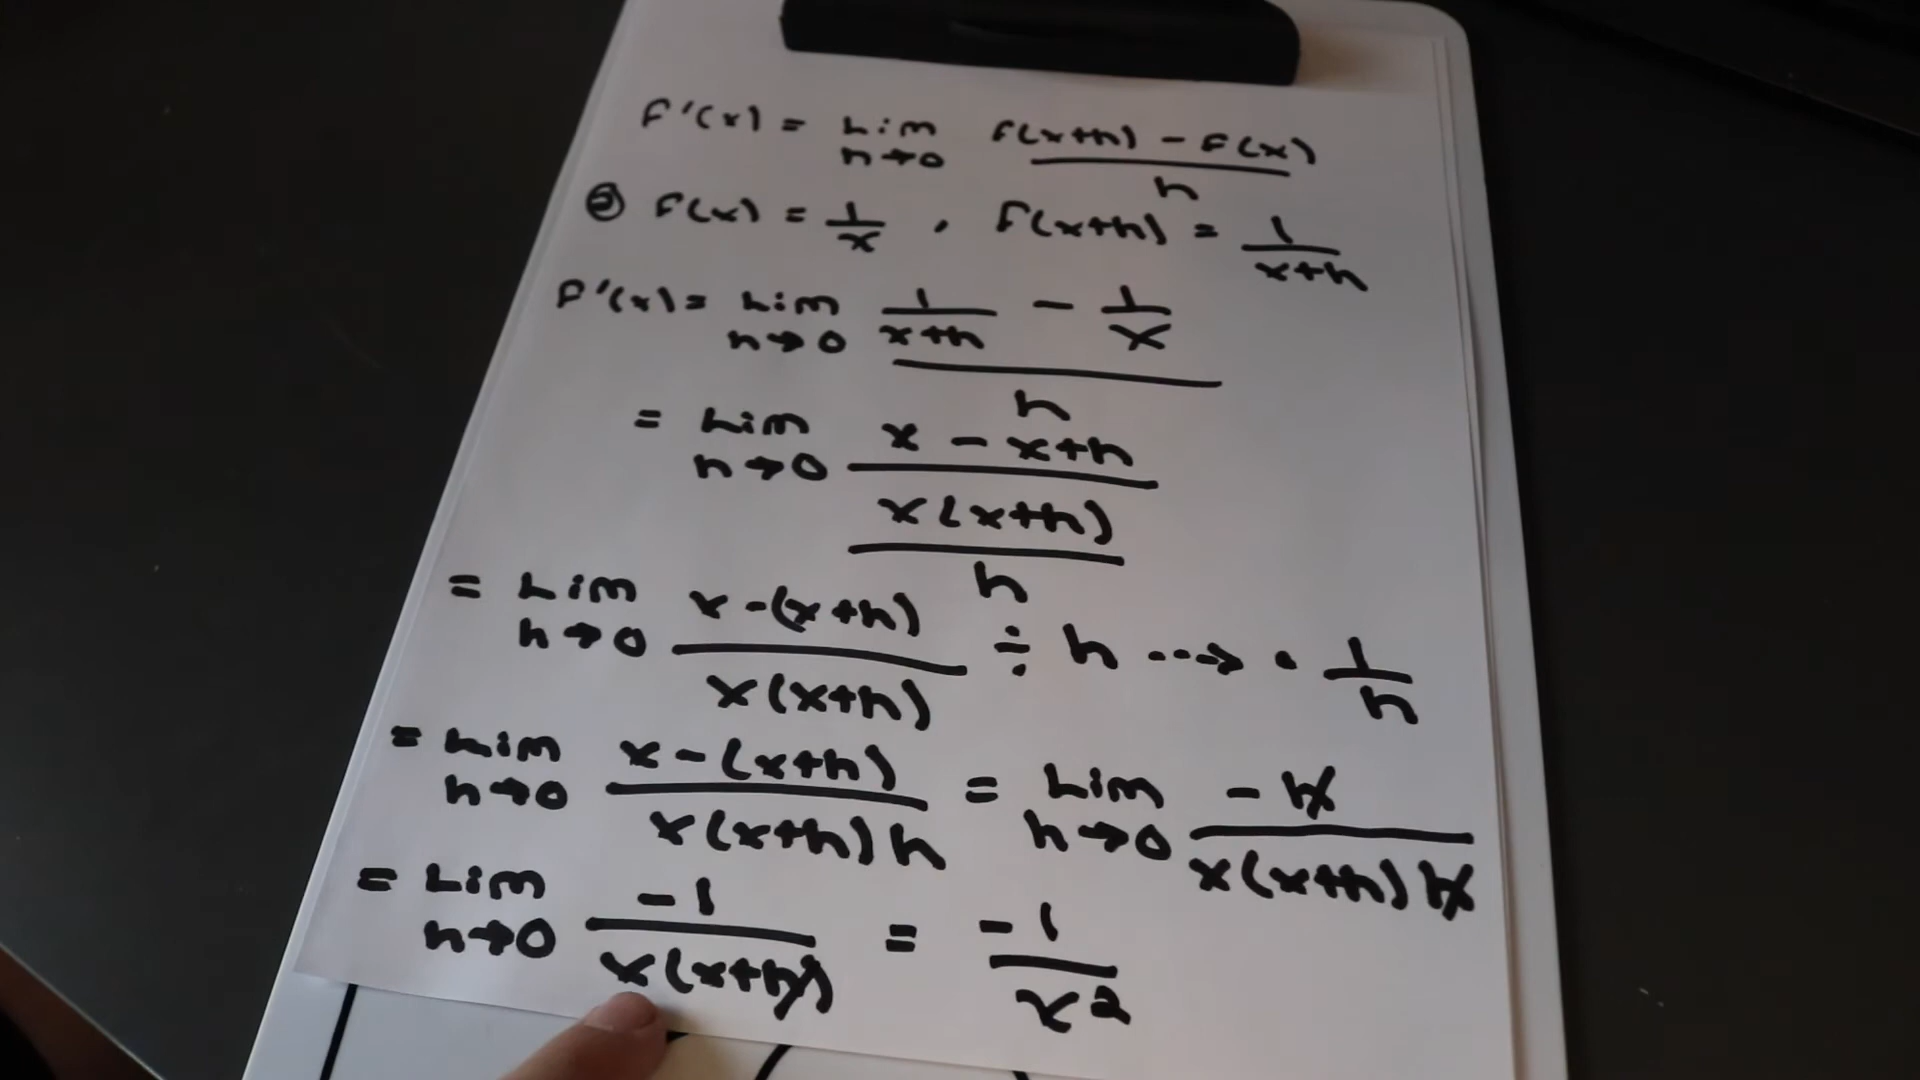 F'(x) = Lim h→0 F(x+h) - F(x) / h
② F(x) = 1/x , F(x+h) = 1/x+h
F'(x) = Lim h→0 1/x+h - 1/x / h
= Lim h→0 x - x+h / x(x+h) / h
= Lim h→0 x-(x+h) / x(x+h) ÷ h ---> • 1/h
= Lim h→0 x-(x+h) / x(x+h)h = Lim h→0 -h / x(x+h)h
= Lim h→0 -1 / x(x+h) = -1 / x²